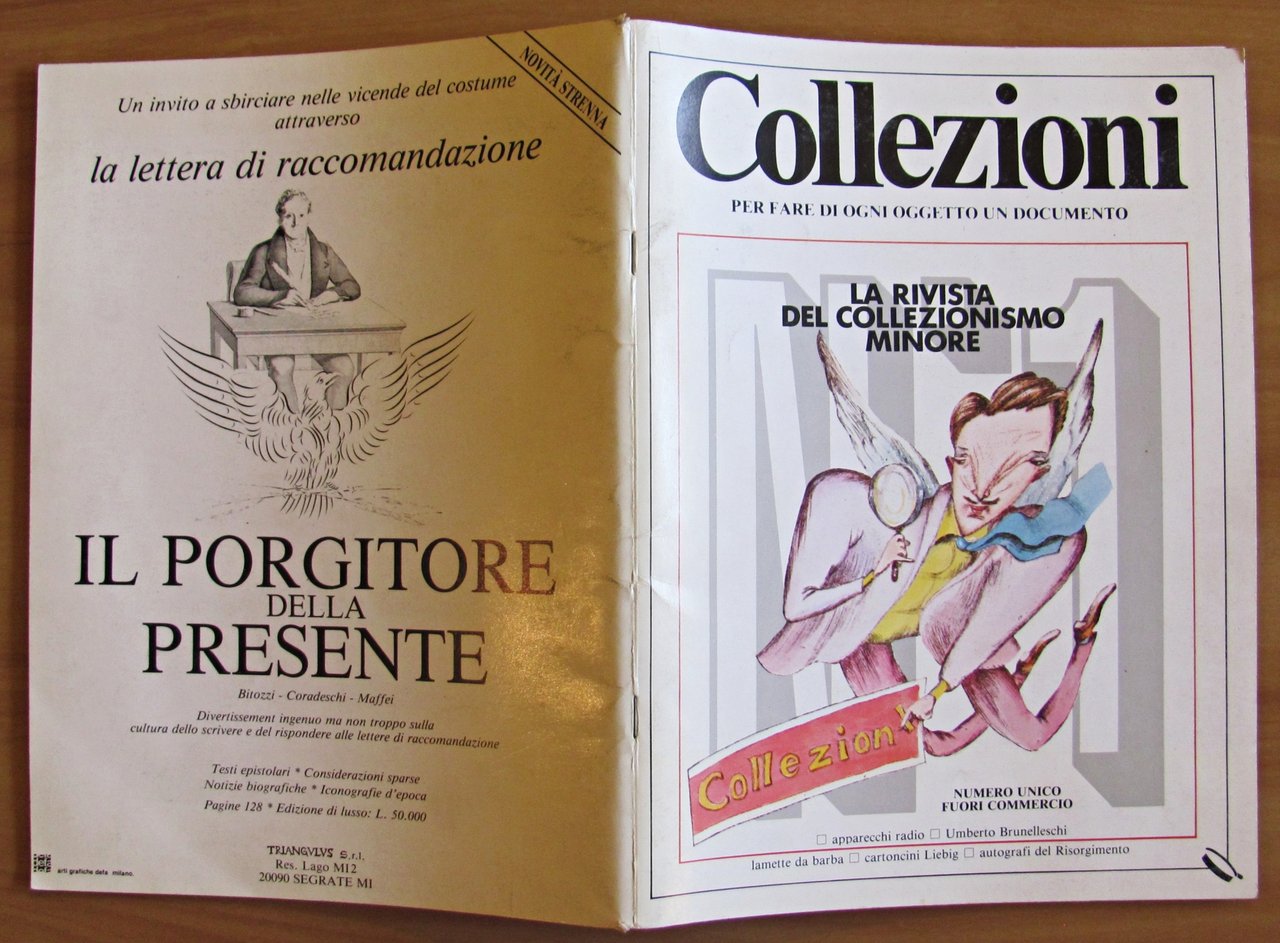 NOVITÀ STRENNA
Un invito a sbirciare nelle vicende del costume
attraverso
la lettera di raccomandazione
IL PORGITORE
DELLA
PRESENTE
Bitozzi - Coradeschi - Maffei
Divertissement ingenuo ma non troppo sulla
cultura dello scrivere e del rispondere alle lettere di raccomandazione
Testi epistolari * Considerazioni sparse
Notizie biografiche * Iconografie d'epoca
Pagine 128 * Edizione di lusso: L. 50.000
TRIANGVLVS S.r.l.
Res. Lago MI2
20090 SEGRATE MI
arti grafiche deta milano.
Collezioni
PER FARE DI OGNI OGGETTO UN DOCUMENTO
N°1
LA RIVISTA
DEL COLLEZIONISMO
MINORE
Collezioni
NUMERO UNICO
FUORI COMMERCIO
□ apparecchi radio □ Umberto Brunelleschi
lamette da barba □ cartoncini Liebig □ autografi del Risorgimento